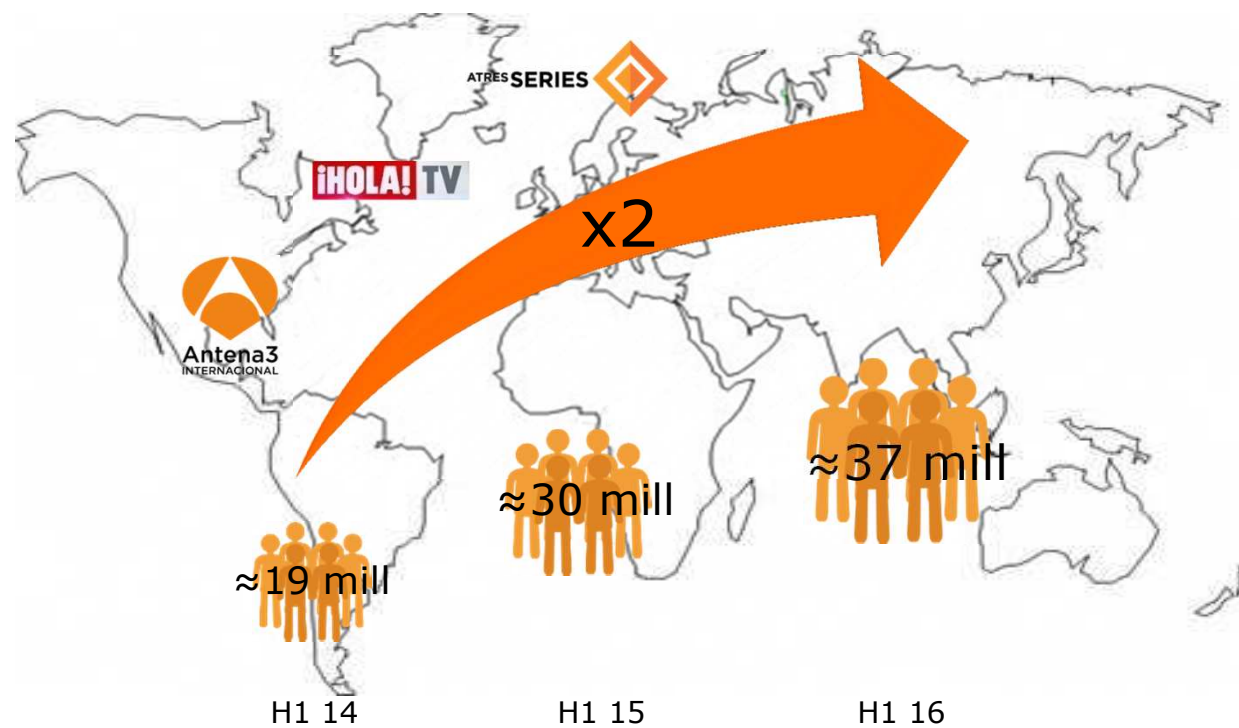 ATRES SERIES
¡HOLA! TV
x2
Antena3
INTERNACIONAL
≈37 mill
≈30 mill
≈19 mill
H1 14
H1 15
H1 16